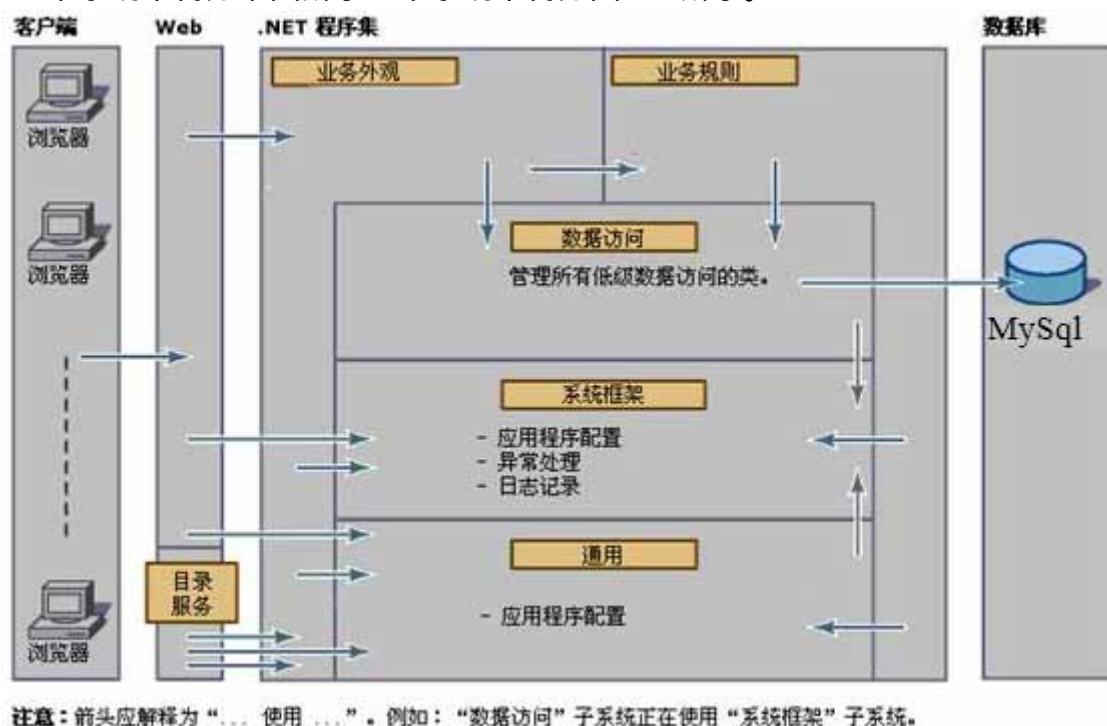 客户端 Web .NET 程序集 数据库
业务外观 业务规则
浏览器
浏览器
数据访问
管理所有低级数据访问的类。
MySql
系统框架
- 应用程序配置
- 异常处理
- 日志记录
通用
目录
服务
- 应用程序配置
浏览器
注意：箭头应解释为“... 使用 ...”。例如：“数据访问”子系统正在使用“系统框架”子系统。